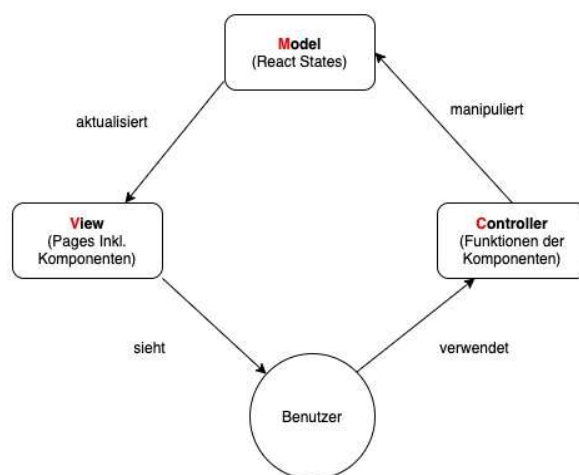 Model
(React States)
aktualisiert
manipuliert
View
(Pages Inkl.
Komponenten)
Controller
(Funktionen der
Komponenten)
sieht
verwendet
Benutzer